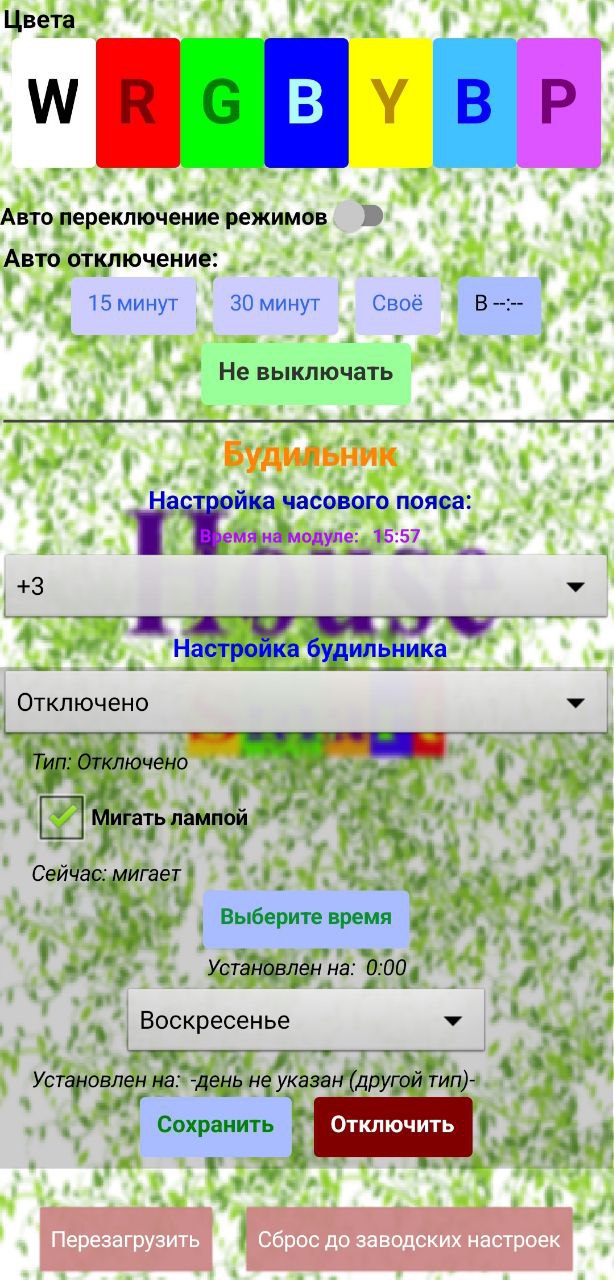 Цвета
W R G B Y B P
Авто переключение режимов
Авто отключение:
15 минут 30 минут Своё В --:--
Не выключать
Будильник
Настройка часового пояса:
House
Время на модуле: 15:57
+3
Настройка будильника
Отключено
Тип: Отключено
Мигать лампой
Сейчас: мигает
Выберите время
Установлен на: 0:00
Воскресенье
Установлен на: -день не указан (другой тип)-
Сохранить Отключить
Перезагрузить Сброс до заводских настроек